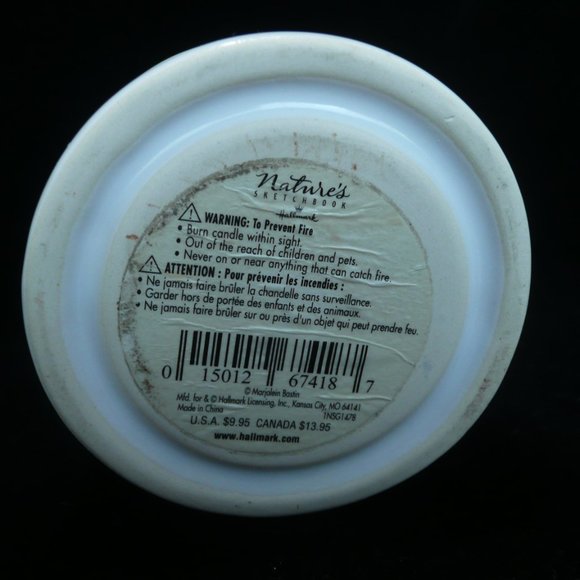 Nature's
SKETCHBOOK
Hallmark
WARNING: To Prevent Fire
• Burn candle within sight.
• Out of the reach of children and pets.
• Never on or near anything that can catch fire.
ATTENTION : Pour prévenir les incendies :
• Ne jamais faire brûler la chandelle sans surveillance.
• Garder hors de portée des enfants et des animaux.
• Ne jamais faire brûler sur ou près d'un objet qui peut prendre feu.
0 15012 67418 7
© Marjolein Bastin
Mfd. for & © Hallmark Licensing, Inc., Kansas City, MO 64141
Made in China 1NSG1478
U.S.A. $9.95 CANADA $13.95
www.hallmark.com